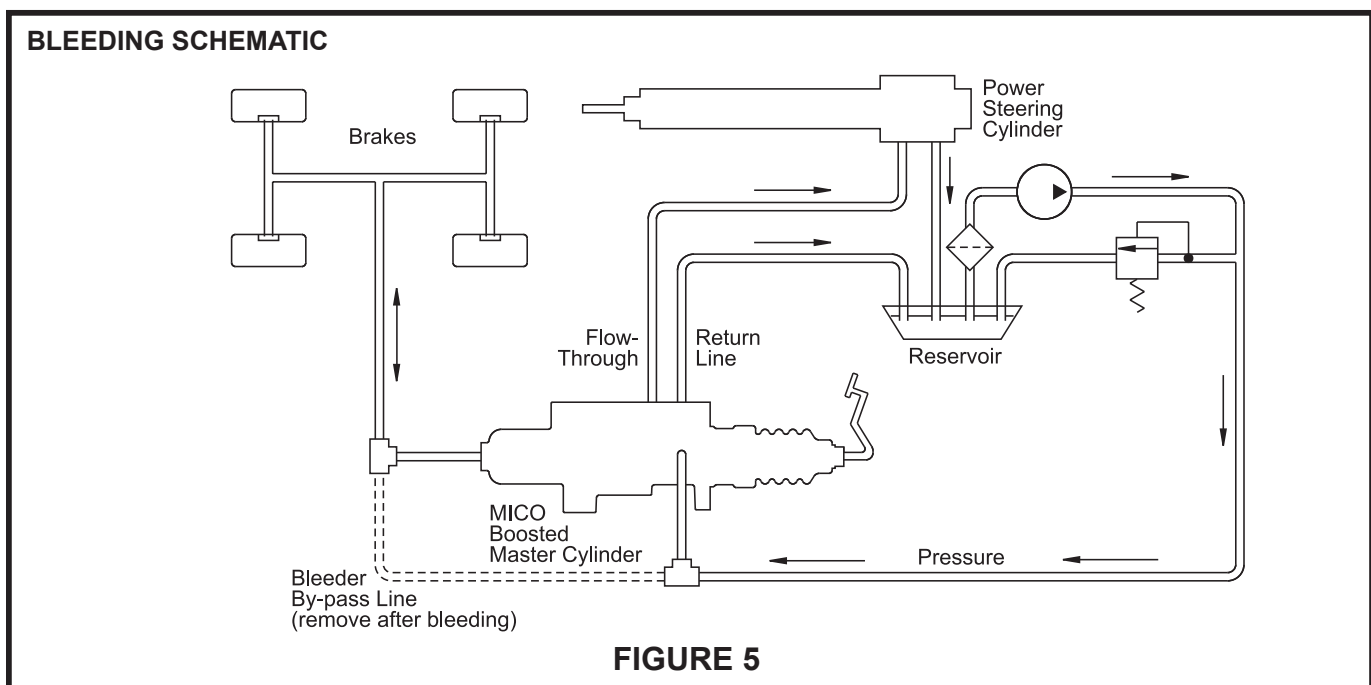 BLEEDING SCHEMATIC
Brakes
Power
Steering
Cylinder
Flow-
Through
Return
Line
Reservoir
MICO
Boosted
Master Cylinder
Pressure
Bleeder
By-pass Line
(remove after bleeding)
FIGURE 5